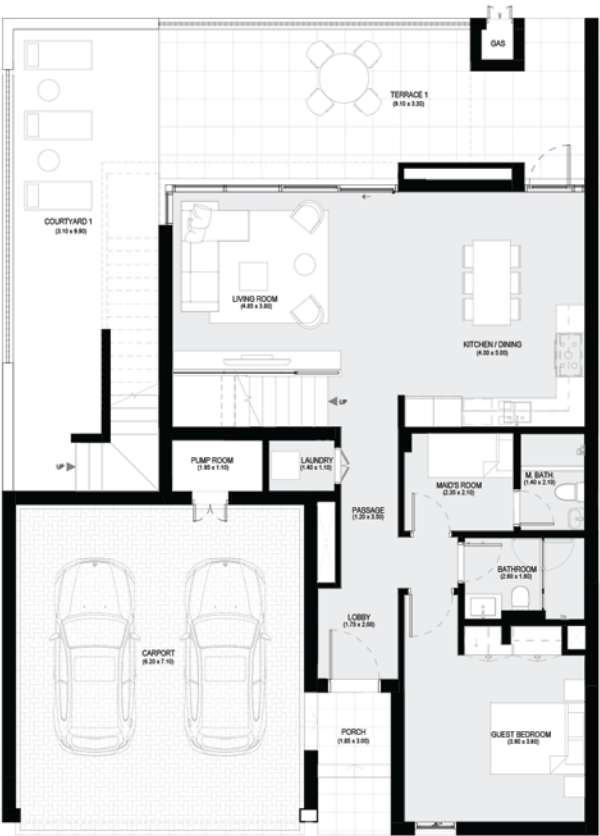 GAS
TERRACE 1
(9.10 x 3.30)
COURTYARD 1
(3.10 x 9.90)
LIVING ROOM
(4.85 x 3.80)
KITCHEN / DINING
(4.00 x 5.00)
UP
UP
PUMP ROOM
(1.95 x 1.10)
LAUNDRY
(1.40 x 1.10)
MAID'S ROOM
(2.35 x 2.10)
M. BATH.
(1.40 x 2.10)
PASSAGE
(1.20 x 3.50)
BATHROOM
(2.60 x 1.80)
LOBBY
(1.75 x 2.00)
CARPORT
(6.20 x 7.10)
PORCH
(1.80 x 3.00)
GUEST BEDROOM
(3.90 x 3.60)